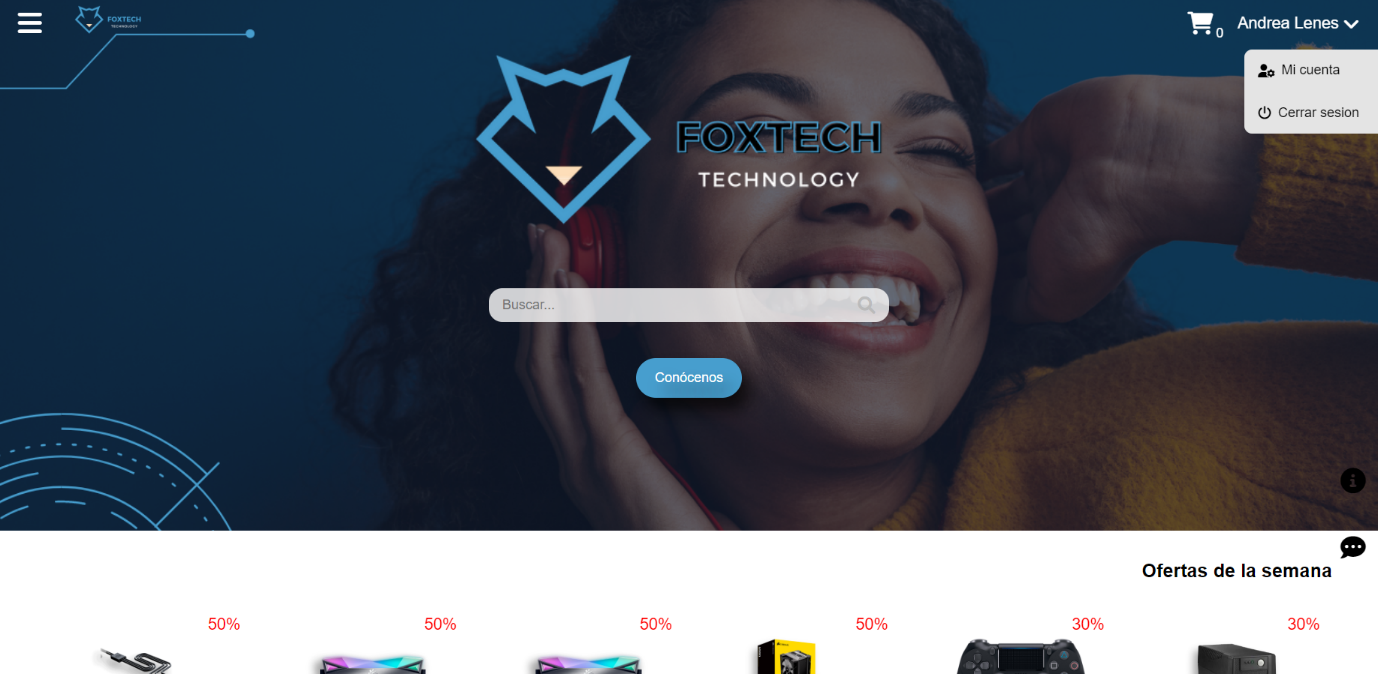 FOXTECH
TECHNOLOGY
0
Andrea Lenes
Mi cuenta
Cerrar sesion
FOXTECH
TECHNOLOGY
Buscar...
Conócenos
Ofertas de la semana
50%
50%
50%
50%
30%
30%